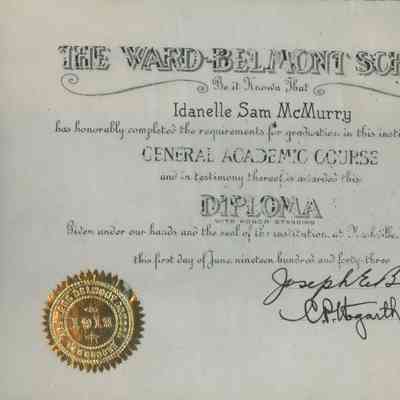 THE WARD-BELMONT SCH
Be it Known That
Idanelle Sam McMurry
has honorably completed the requirements for graduation in this insti
GENERAL ACADEMIC COURSE
and in testimony thereof is awarded this
DIPLOMA
WITH HONOR STANDING
Given under our hands and the seal of the institution, at Nashville,
this first day of June, nineteen hundred and forty-three
Joseph E. B
C.P. Hogarth
WARD BELMONT
1913